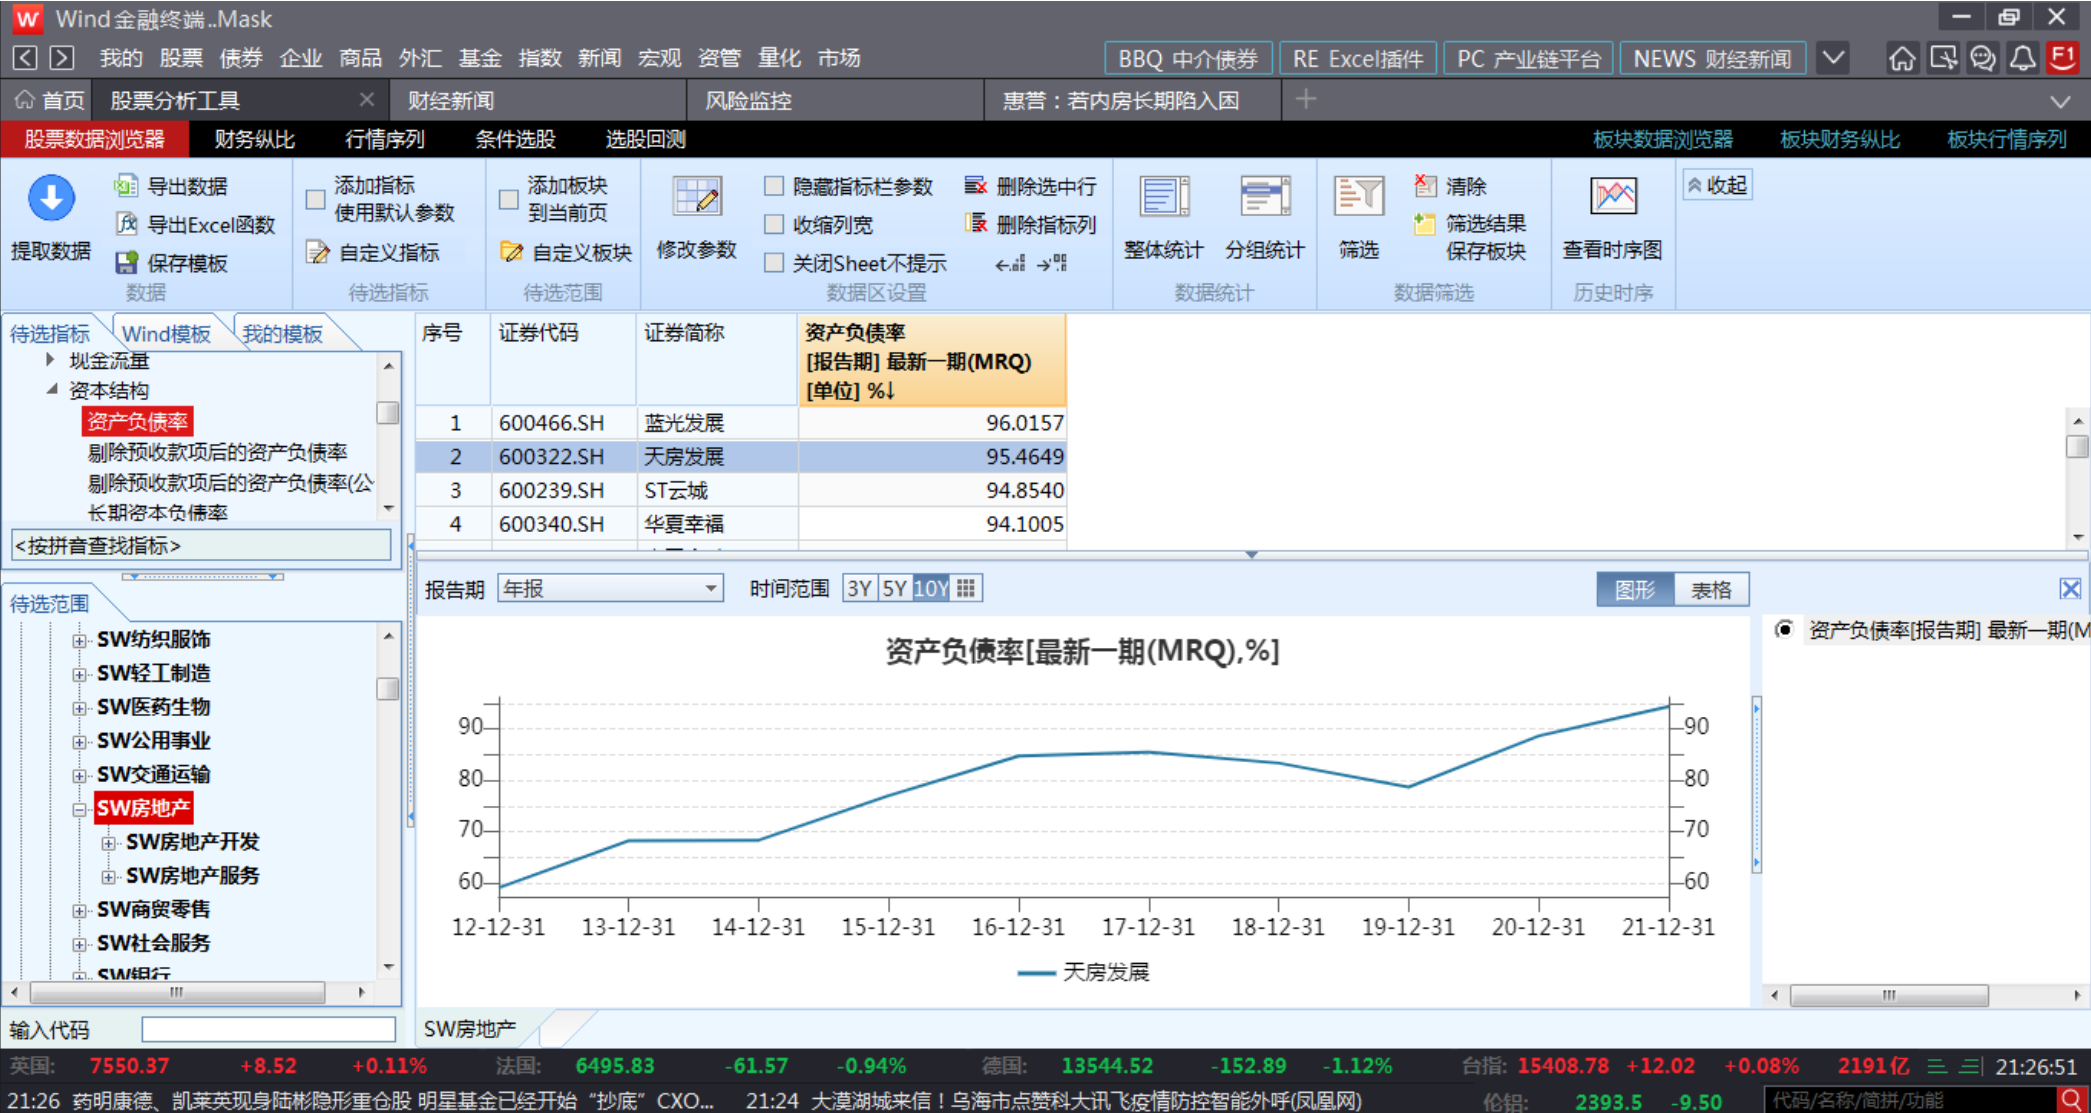 Wind金融终端..Mask
我的 股票 债券 企业 商品 外汇 基金 指数 新闻 宏观 资管 量化 市场
BBQ 中介债券 RE Excel插件 PC 产业链平台 NEWS 财经新闻 F1
首页 股票分析工具 财经新闻 风险监控 惠誉：若内房长期陷入困
股票数据浏览器 财务纵比 行情序列 条件选股 选股回测 板块数据浏览器 板块财务纵比 板块行情序列
提取数据
导出数据
导出Excel函数
保存模板
数据
添加指标
使用默认参数
自定义指标
待选指标
添加板块
到当前页
自定义板块
待选范围
修改参数
隐藏指标栏参数
收缩列宽
关闭Sheet不提示
删除选中行
删除指标列
数据区设置
整体统计 分组统计
数据统计
筛选
清除
筛选结果
保存板块
数据筛选
查看时序图
历史时序
收起
待选指标 Wind模板 我的模板
现金流量
资本结构
资产负债率
剔除预收款项后的资产负债率
剔除预收款项后的资产负债率(公
长期资本负债率
<按拼音查找指标>
待选范围
SW纺织服饰
SW轻工制造
SW医药生物
SW公用事业
SW交通运输
SW房地产
SW房地产开发
SW房地产服务
SW商贸零售
SW社会服务
SW银行
输入代码
序号 证券代码 证券简称 资产负债率
[报告期] 最新一期(MRQ)
[单位] %↓
1 600466.SH 蓝光发展 96.0157
2 600322.SH 天房发展 95.4649
3 600239.SH ST云城 94.8540
4 600340.SH 华夏幸福 94.1005
报告期 年报 时间范围 3Y 5Y 10Y 图形 表格
资产负债率[最新一期(MRQ),%]
资产负债率[报告期] 最新一期(M
90 90
80 80
70 70
60 60
12-12-31 13-12-31 14-12-31 15-12-31 16-12-31 17-12-31 18-12-31 19-12-31 20-12-31 21-12-31
天房发展
SW房地产
英国: 7550.37 +8.52 +0.11% 法国: 6495.83 -61.57 -0.94% 德国: 13544.52 -152.89 -1.12% 台指: 15408.78 +12.02 +0.08% 2191亿 21:26:51
21:26 药明康德、凯莱英现身陆彬隐形重仓股 明星基金已经开始“抄底”CXO... 21:24 大漠湖城来信！乌海市点赞科大讯飞疫情防控智能外呼(凤凰网) 伦铝: 2393.5 -9.50 代码/名称/简拼/功能